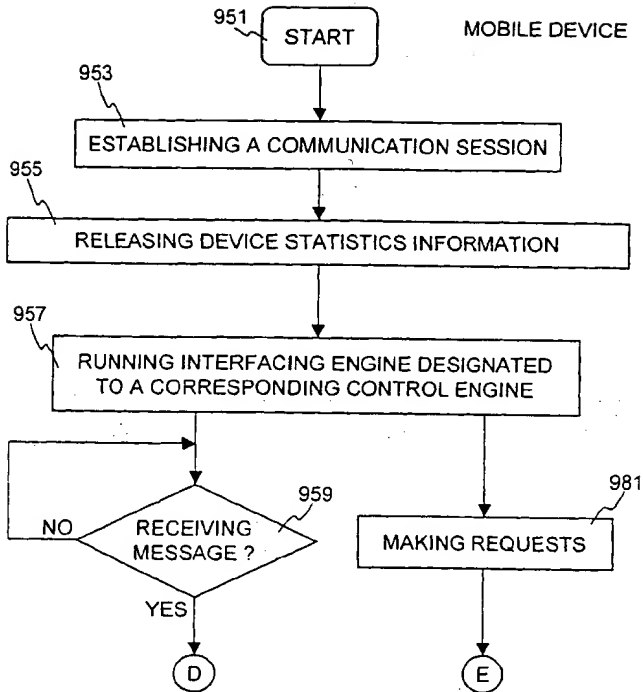 951
START
MOBILE DEVICE
953
ESTABLISHING A COMMUNICATION SESSION
955
RELEASING DEVICE STATISTICS INFORMATION
957
RUNNING INTERFACING ENGINE DESIGNATED
TO A CORRESPONDING CONTROL ENGINE
959
981
NO
RECEIVING
MESSAGE ?
MAKING REQUESTS
YES
D
E